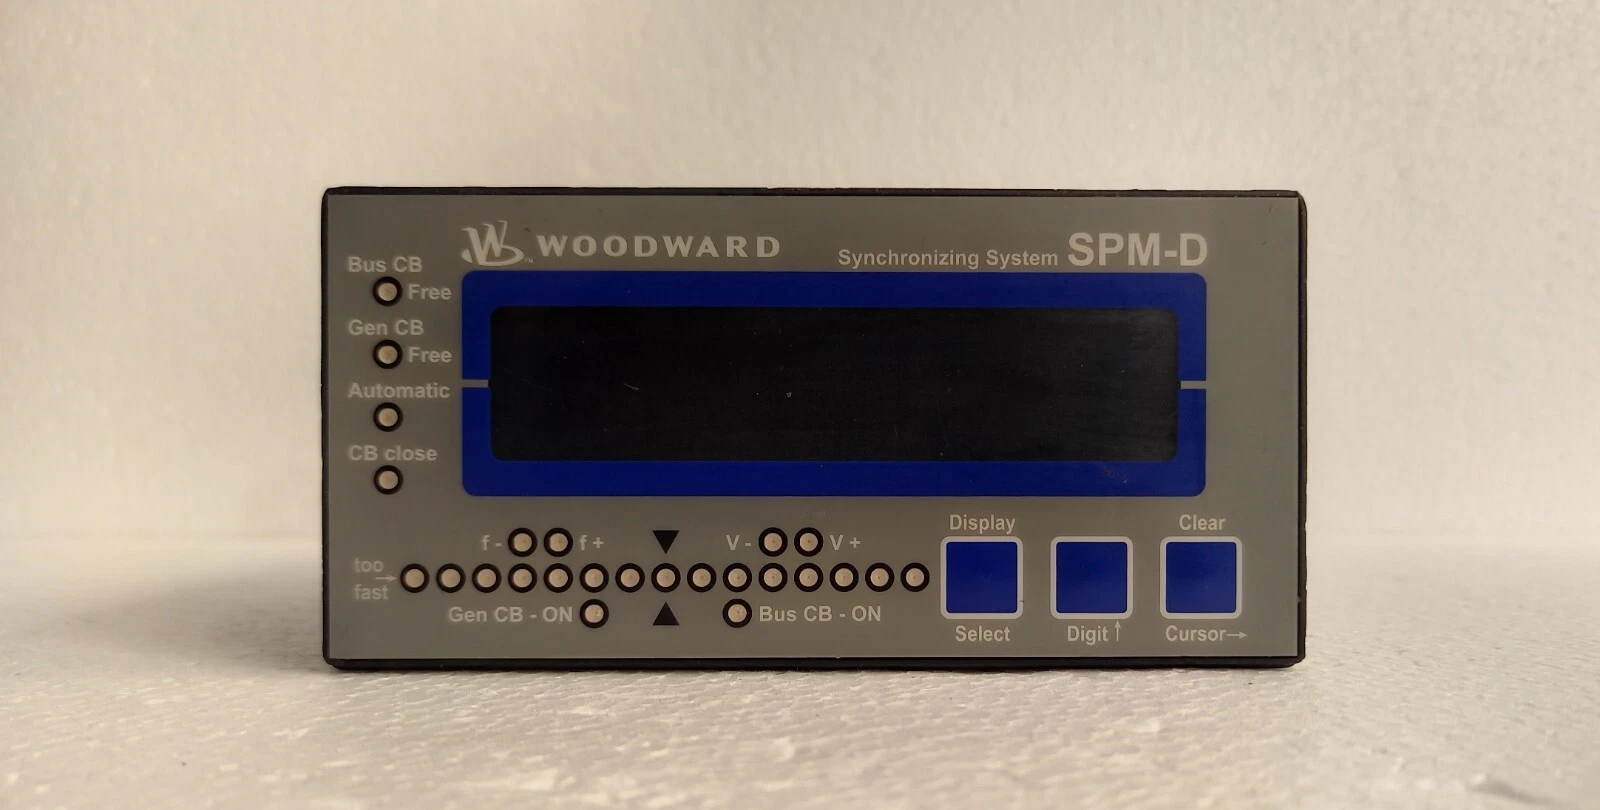 WOODWARD
Synchronizing System SPM-D
Bus CB
Free
Gen CB
Free
Automatic
CB close
f - f +
V - V +
too →
fast
Gen CB - ON
Bus CB - ON
Display
Select
Digit ↑
Clear
Cursor→